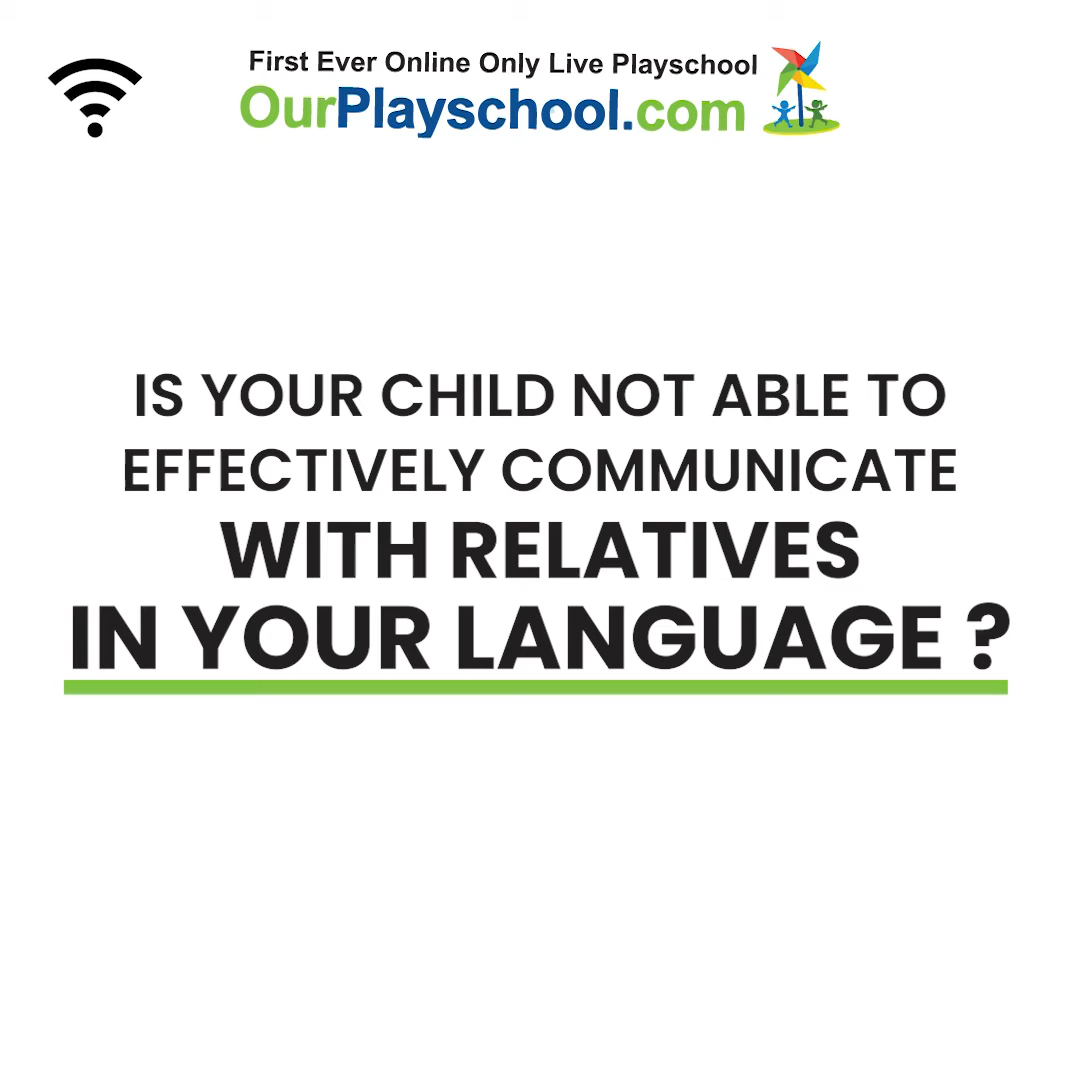 First Ever Online Only Live Playschool
OurPlayschool.com
IS YOUR CHILD NOT ABLE TO
EFFECTIVELY COMMUNICATE
WITH RELATIVES
IN YOUR LANGUAGE ?